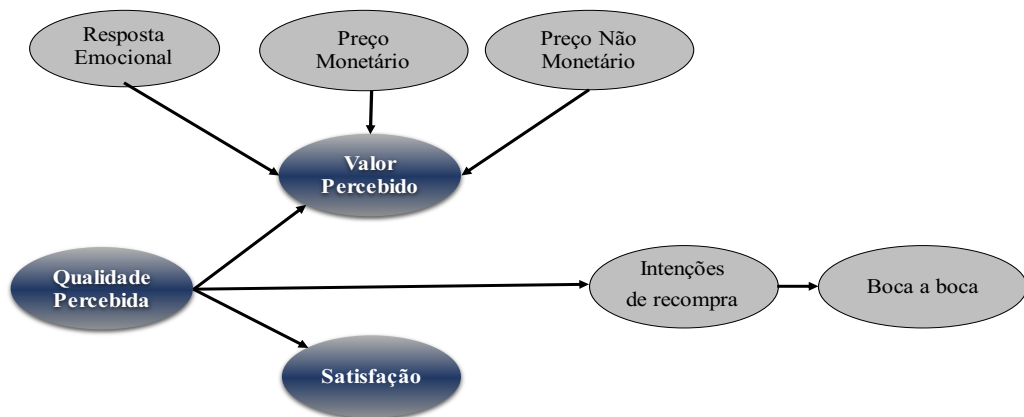 Resposta
Emocional
Preço
Monetário
Preço Não
Monetário
Valor
Percebido
Qualidade
Percebida
Intenções
de recompra
Boca a boca
Satisfação